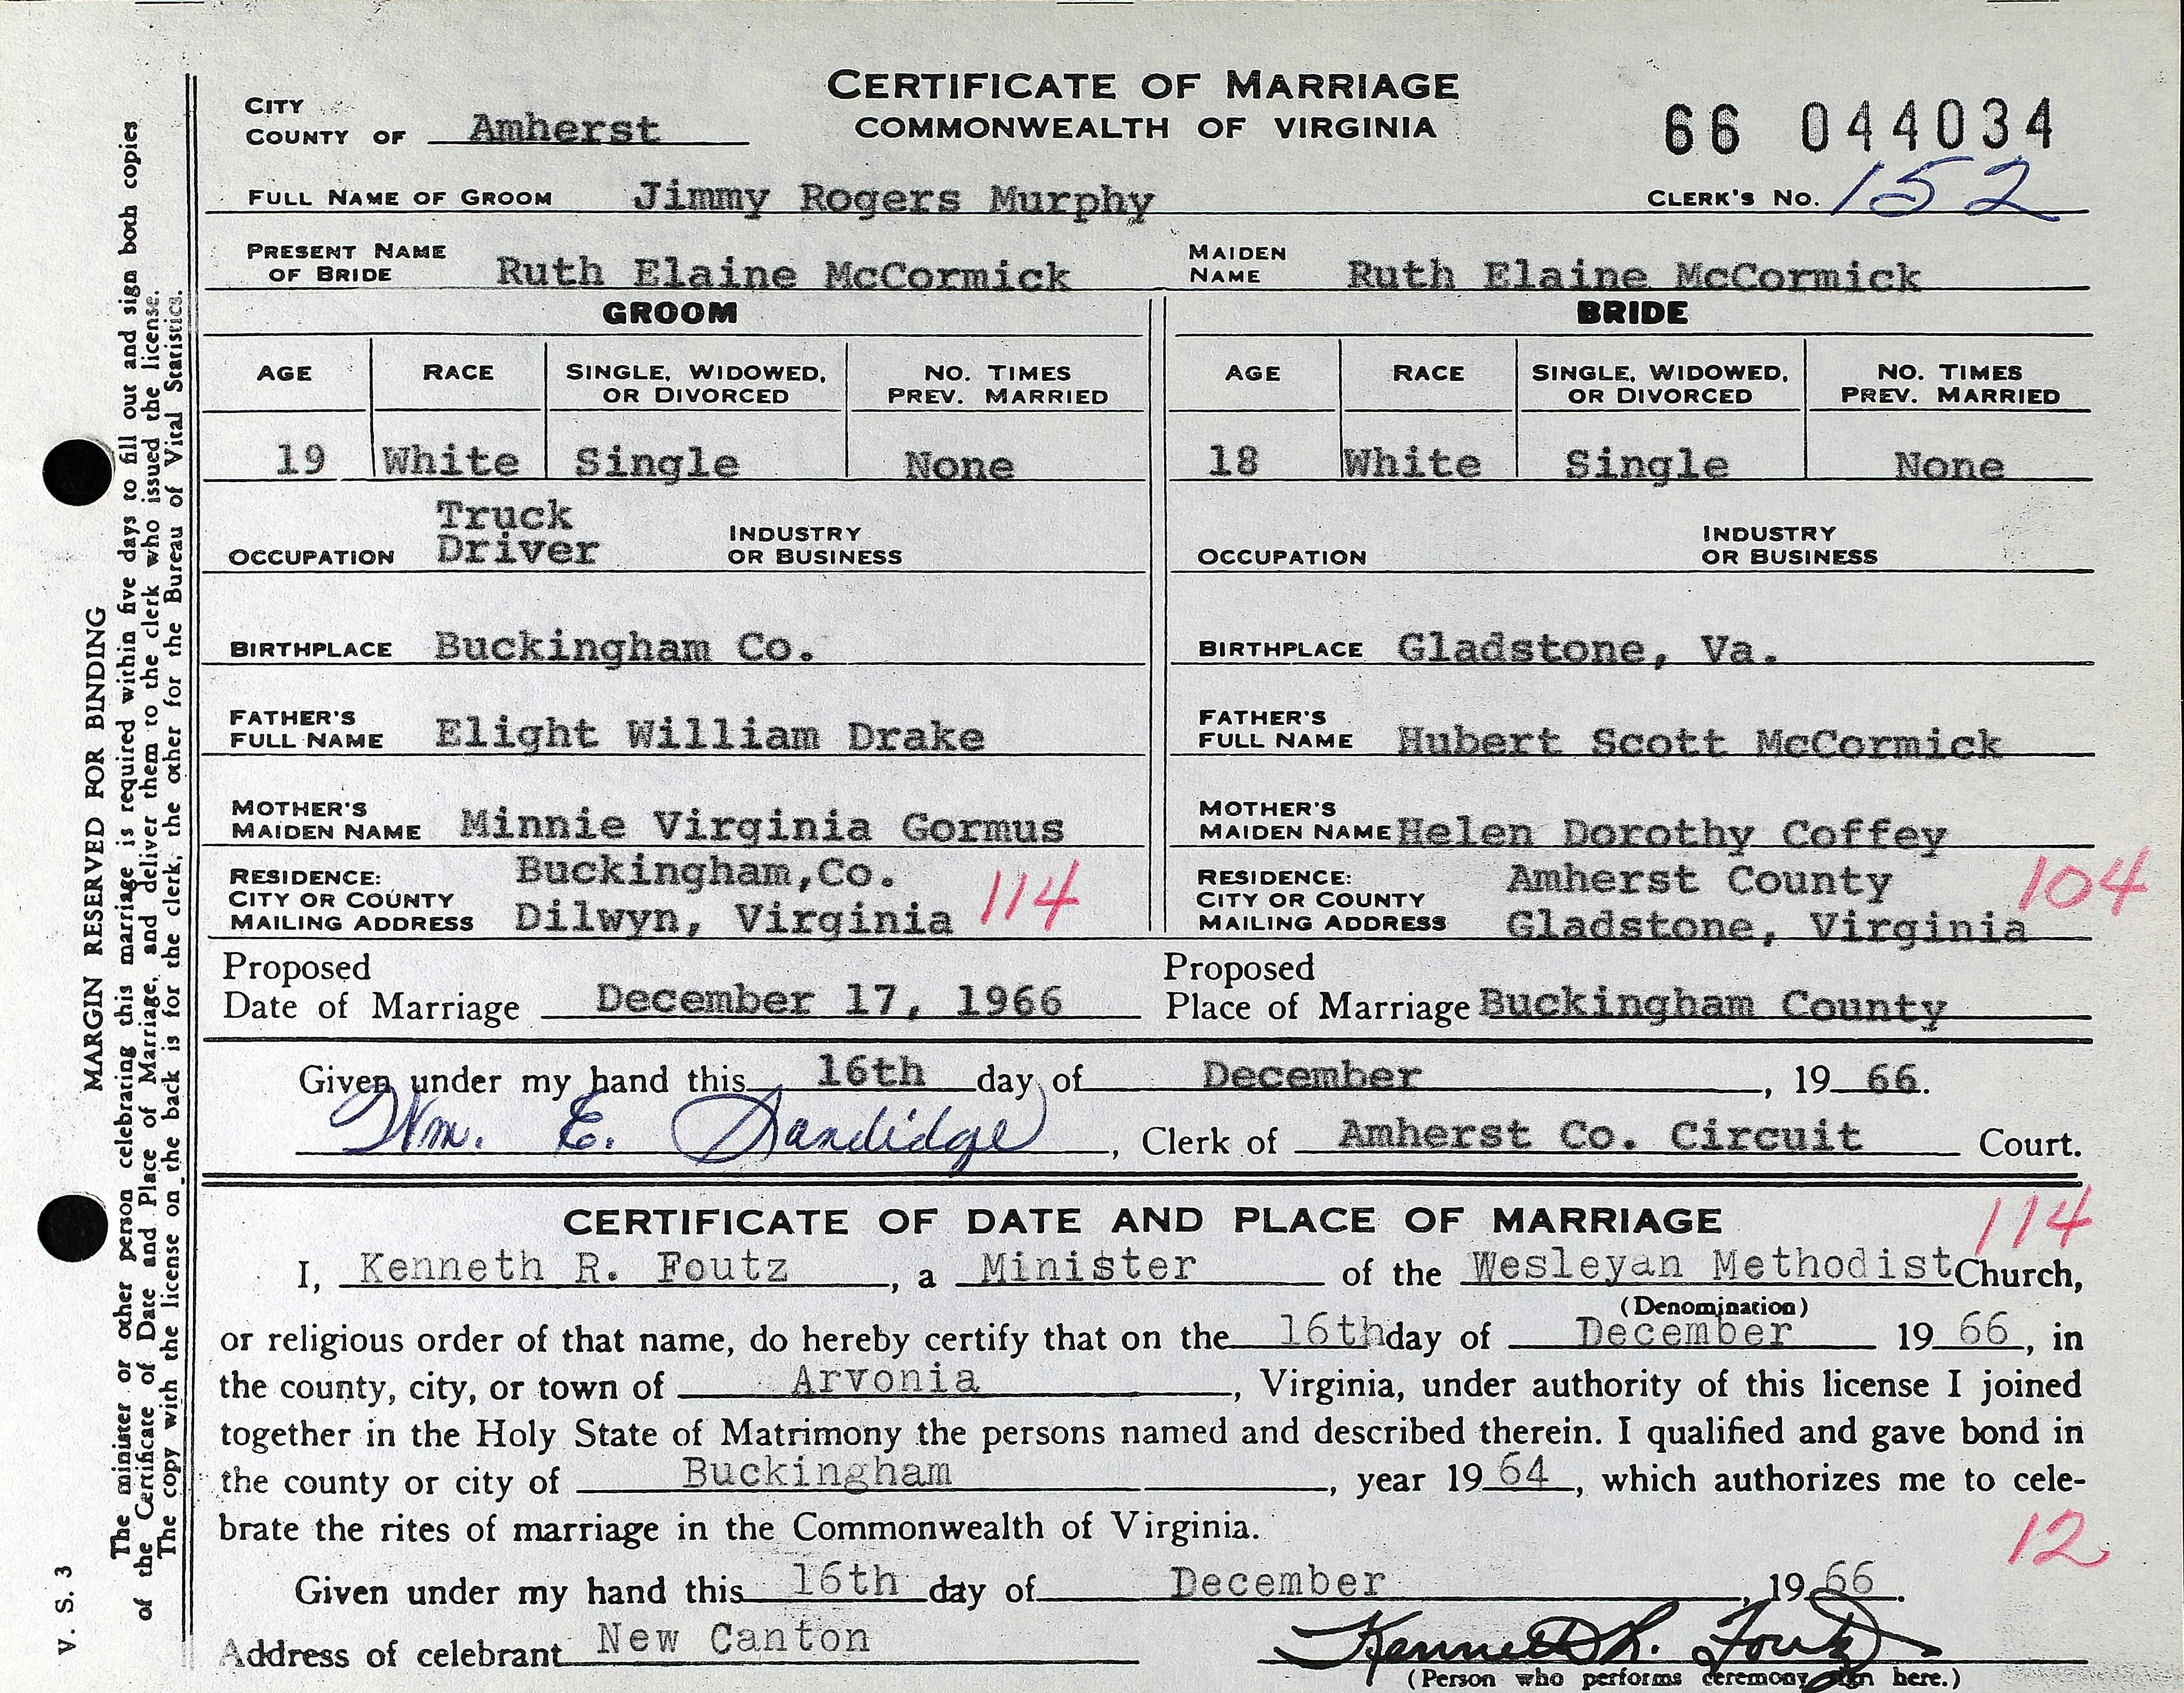 CERTIFICATE OF MARRIAGE
COMMONWEALTH OF VIRGINIA
CITY
COUNTY OF Amherst
66 044034
CLERK'S NO. 152
FULL NAME OF GROOM Jimmy Rogers Murphy
PRESENT NAME OF BRIDE Ruth Elaine McCormick MAIDEN NAME Ruth Elaine McCormick
GROOM BRIDE
AGE RACE SINGLE, WIDOWED, OR DIVORCED NO. TIMES PREV. MARRIED AGE RACE SINGLE, WIDOWED, OR DIVORCED NO. TIMES PREV. MARRIED
19 White Single None 18 White Single None
OCCUPATION Truck Driver INDUSTRY OR BUSINESS OCCUPATION INDUSTRY OR BUSINESS
BIRTHPLACE Buckingham Co. BIRTHPLACE Gladstone, Va.
FATHER'S FULL NAME Elight William Drake FATHER'S FULL NAME Hubert Scott McCormick
MOTHER'S MAIDEN NAME Minnie Virginia Gormus MOTHER'S MAIDEN NAME Helen Dorothy Coffey
RESIDENCE: CITY OR COUNTY Buckingham,Co. 114 RESIDENCE: CITY OR COUNTY Amherst County 104
MAILING ADDRESS Dilwyn, Virginia MAILING ADDRESS Gladstone, Virginia
Proposed Date of Marriage December 17, 1966 Proposed Place of Marriage Buckingham County
Given under my hand this 16th day of December, 19 66.
Wm. E. Sandidge, Clerk of Amherst Co. Circuit Court.
CERTIFICATE OF DATE AND PLACE OF MARRIAGE 114
I, Kenneth R. Foutz, a Minister of the Wesleyan Methodist Church,
(Denomination)
or religious order of that name, do hereby certify that on the 16th day of December 19 66, in
the county, city, or town of Arvonia, Virginia, under authority of this license I joined
together in the Holy State of Matrimony the persons named and described therein. I qualified and gave bond in
the county or city of Buckingham, year 19 64, which authorizes me to cele-
brate the rites of marriage in the Commonwealth of Virginia.
12
Given under my hand this 16th day of December, 19 66.
Address of celebrant New Canton Kenneth R. Foutz
(Person who performs ceremony sign here.)
MARGIN RESERVED FOR BINDING
The minister or other person celebrating this marriage is required within five days to fill out and sign both copies
of the Certificate of Date and Place of Marriage, and deliver them to the clerk who issued the license.
The copy with the license on the back is for the clerk, the other for the Bureau of Vital Statistics.
V. S. 3